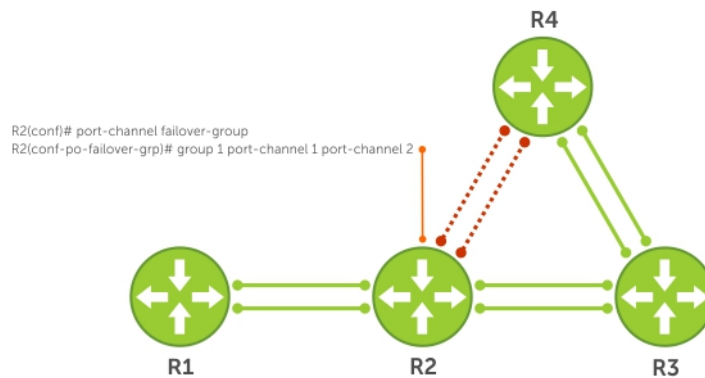 R4
R2(conf)# port-channel failover-group
R2(conf-po-failover-grp)# group 1 port-channel 1 port-channel 2
R1
R2
R3